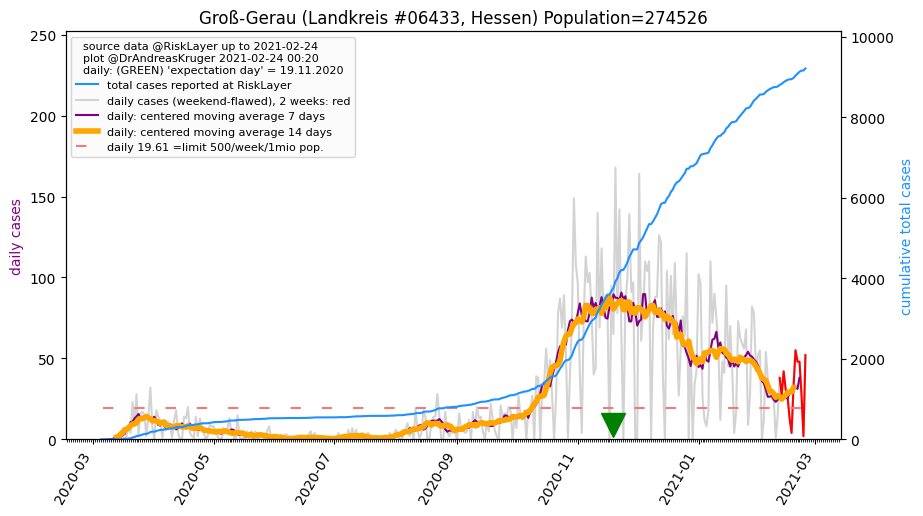 Groß-Gerau (Landkreis #06433, Hessen) Population=274526
source data @RiskLayer up to 2021-02-24
plot @DrAndreasKruger 2021-02-24 00:20
daily: (GREEN) 'expectation day' = 19.11.2020
total cases reported at RiskLayer
daily cases (weekend-flawed), 2 weeks: red
daily: centered moving average 7 days
daily: centered moving average 14 days
daily 19.61 =limit 500/week/1mio pop.
daily cases
250
200
150
100
50
0
10000
8000
6000
4000
2000
0
cumulative total cases
2020-03
2020-05
2020-07
2020-09
2020-11
2021-01
2021-03